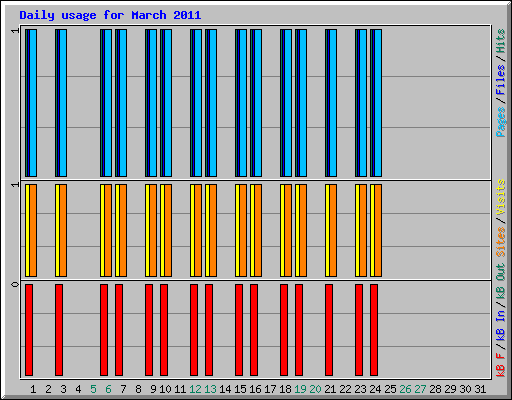 Daily usage for March 2011
1
Pages/Files/Hits
1
Sites/Visits
0
kB F/kB In/kB Out
1 2 3 4 5 6 7 8 9 10 11 12 13 14 15 16 17 18 19 20 21 22 23 24 25 26 27 28 29 30 31